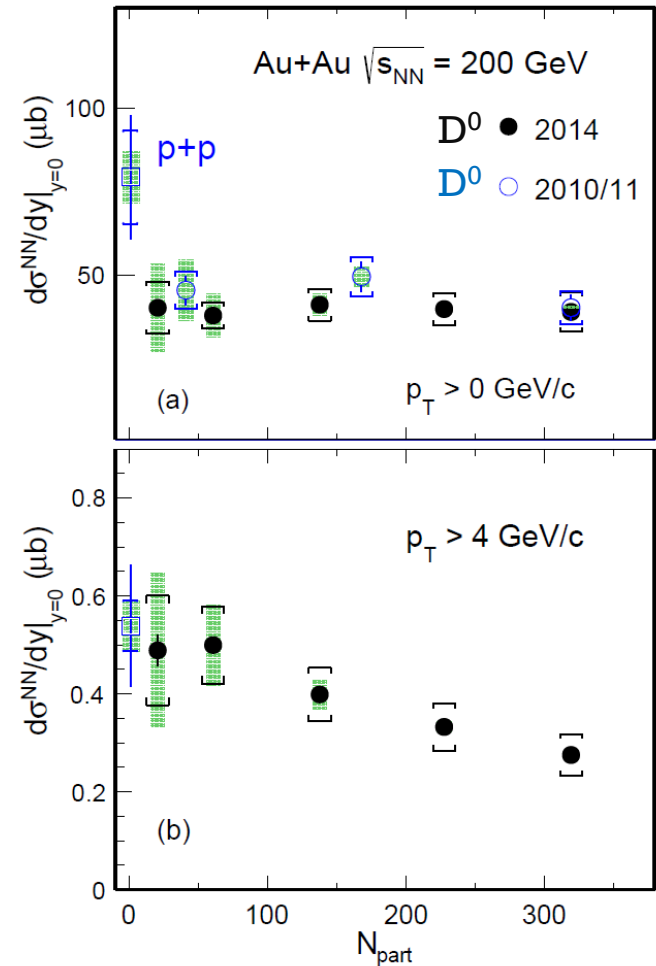 Au+Au √sNN = 200 GeV
D⁰ 2014
D⁰ 2010/11
p+p
100
50
dσᴺᴺ/dy|y=0 (μb)
(a)
pT > 0 GeV/c
pT > 4 GeV/c
0.8
0.6
0.4
0.2
0
dσᴺᴺ/dy|y=0 (μb)
(b)
0 100 200 300
Npart